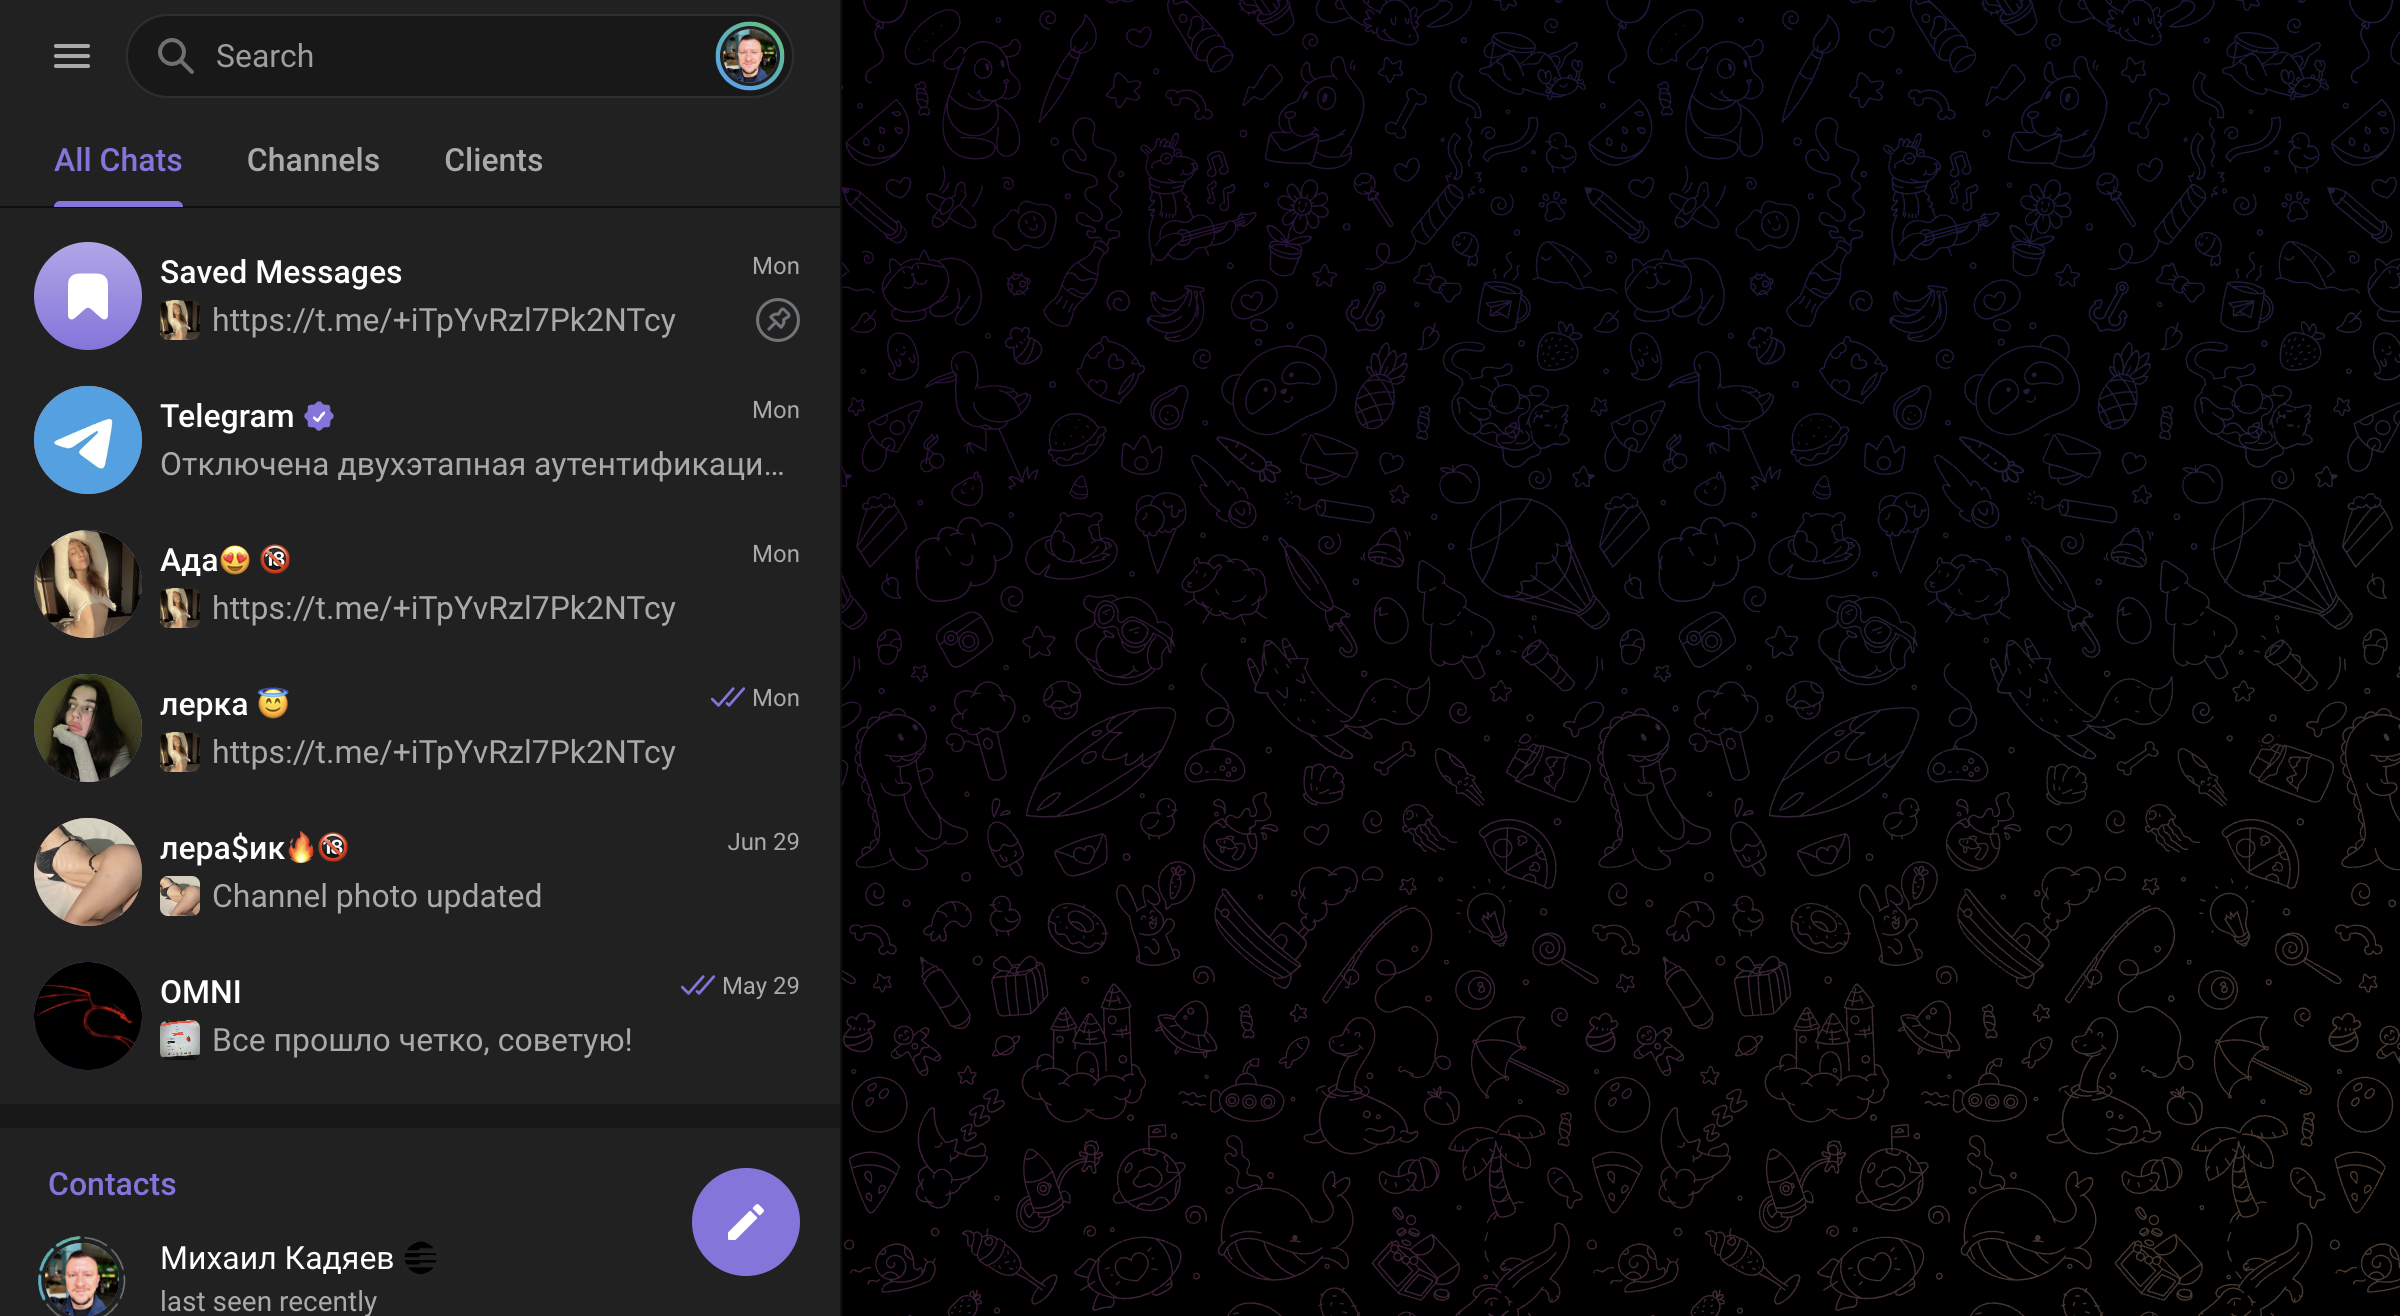 Search
All Chats Channels Clients
Saved Messages Mon
https://t.me/+iTpYvRzl7Pk2NTcy
Telegram Mon
Отключена двухэтапная аутентификаци...
Ада😍 🔞 Mon
https://t.me/+iTpYvRzl7Pk2NTcy
лерка 😇 Mon
https://t.me/+iTpYvRzl7Pk2NTcy
лера$ик🔥🔞 Jun 29
Channel photo updated
OMNI May 29
Все прошло четко, советую!
Contacts
Михаил Кадяев
last seen recently